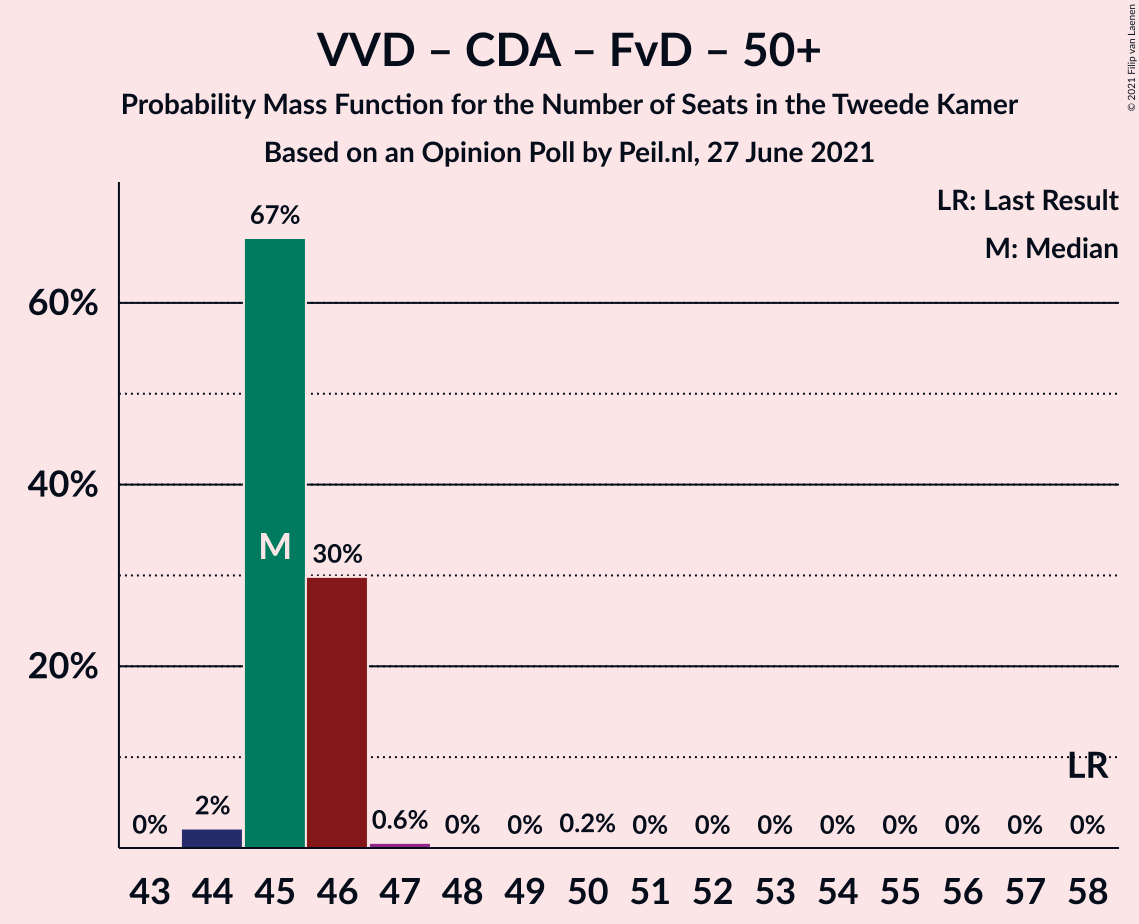 VVD – CDA – FvD – 50+
Probability Mass Function for the Number of Seats in the Tweede Kamer
Based on an Opinion Poll by Peil.nl, 27 June 2021
© 2021 Filip van Laenen
LR: Last Result
M: Median
60%
40%
20%
67%
M
30%
LR
0%
2%
0.6%
0%
0%
0.2%
0%
0%
0%
0%
0%
0%
0%
0%
43 44 45 46 47 48 49 50 51 52 53 54 55 56 57 58